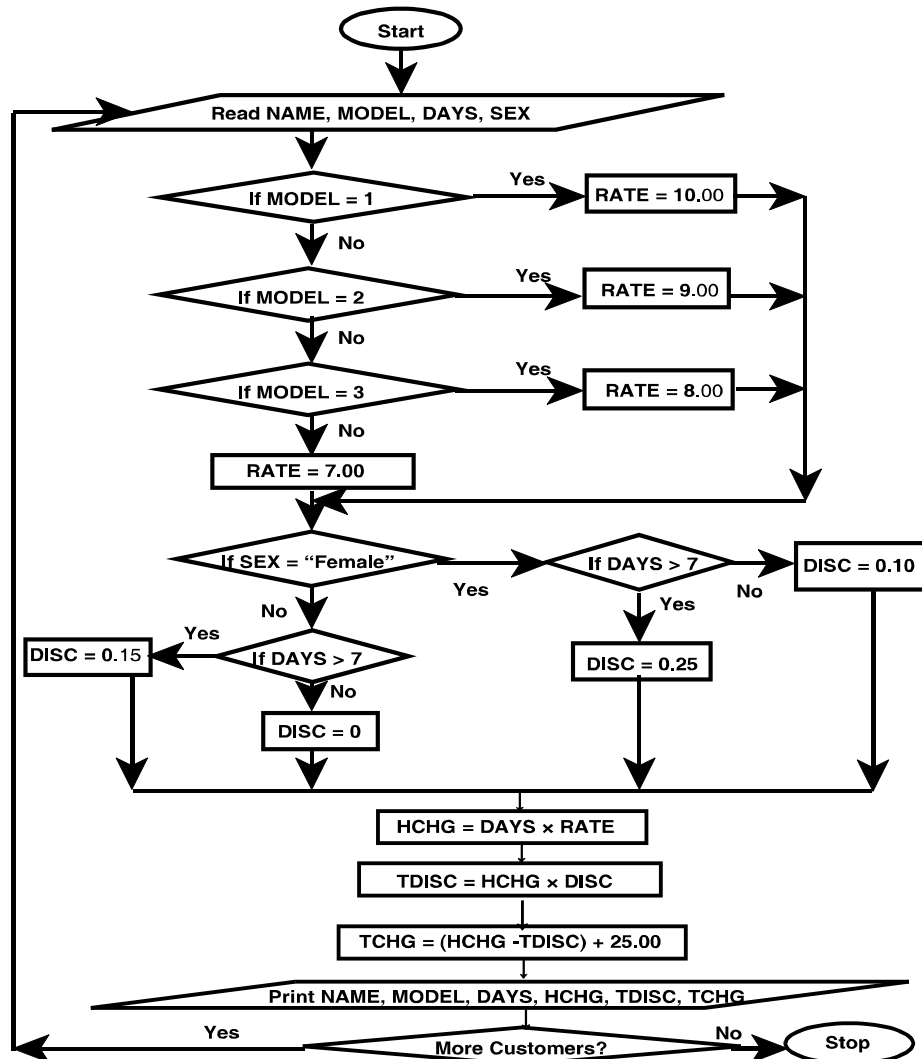 Start
Read NAME, MODEL, DAYS, SEX
If MODEL = 1
Yes
RATE = 10.00
No
If MODEL = 2
Yes
RATE = 9.00
No
If MODEL = 3
Yes
RATE = 8.00
No
RATE = 7.00
If SEX = “Female”
Yes
If DAYS > 7
No
DISC = 0.10
No
Yes
DISC = 0.25
If DAYS > 7
Yes
DISC = 0.15
No
DISC = 0
HCHG = DAYS × RATE
TDISC = HCHG × DISC
TCHG = (HCHG -TDISC) + 25.00
Print NAME, MODEL, DAYS, HCHG, TDISC, TCHG
Yes
More Customers?
No
Stop